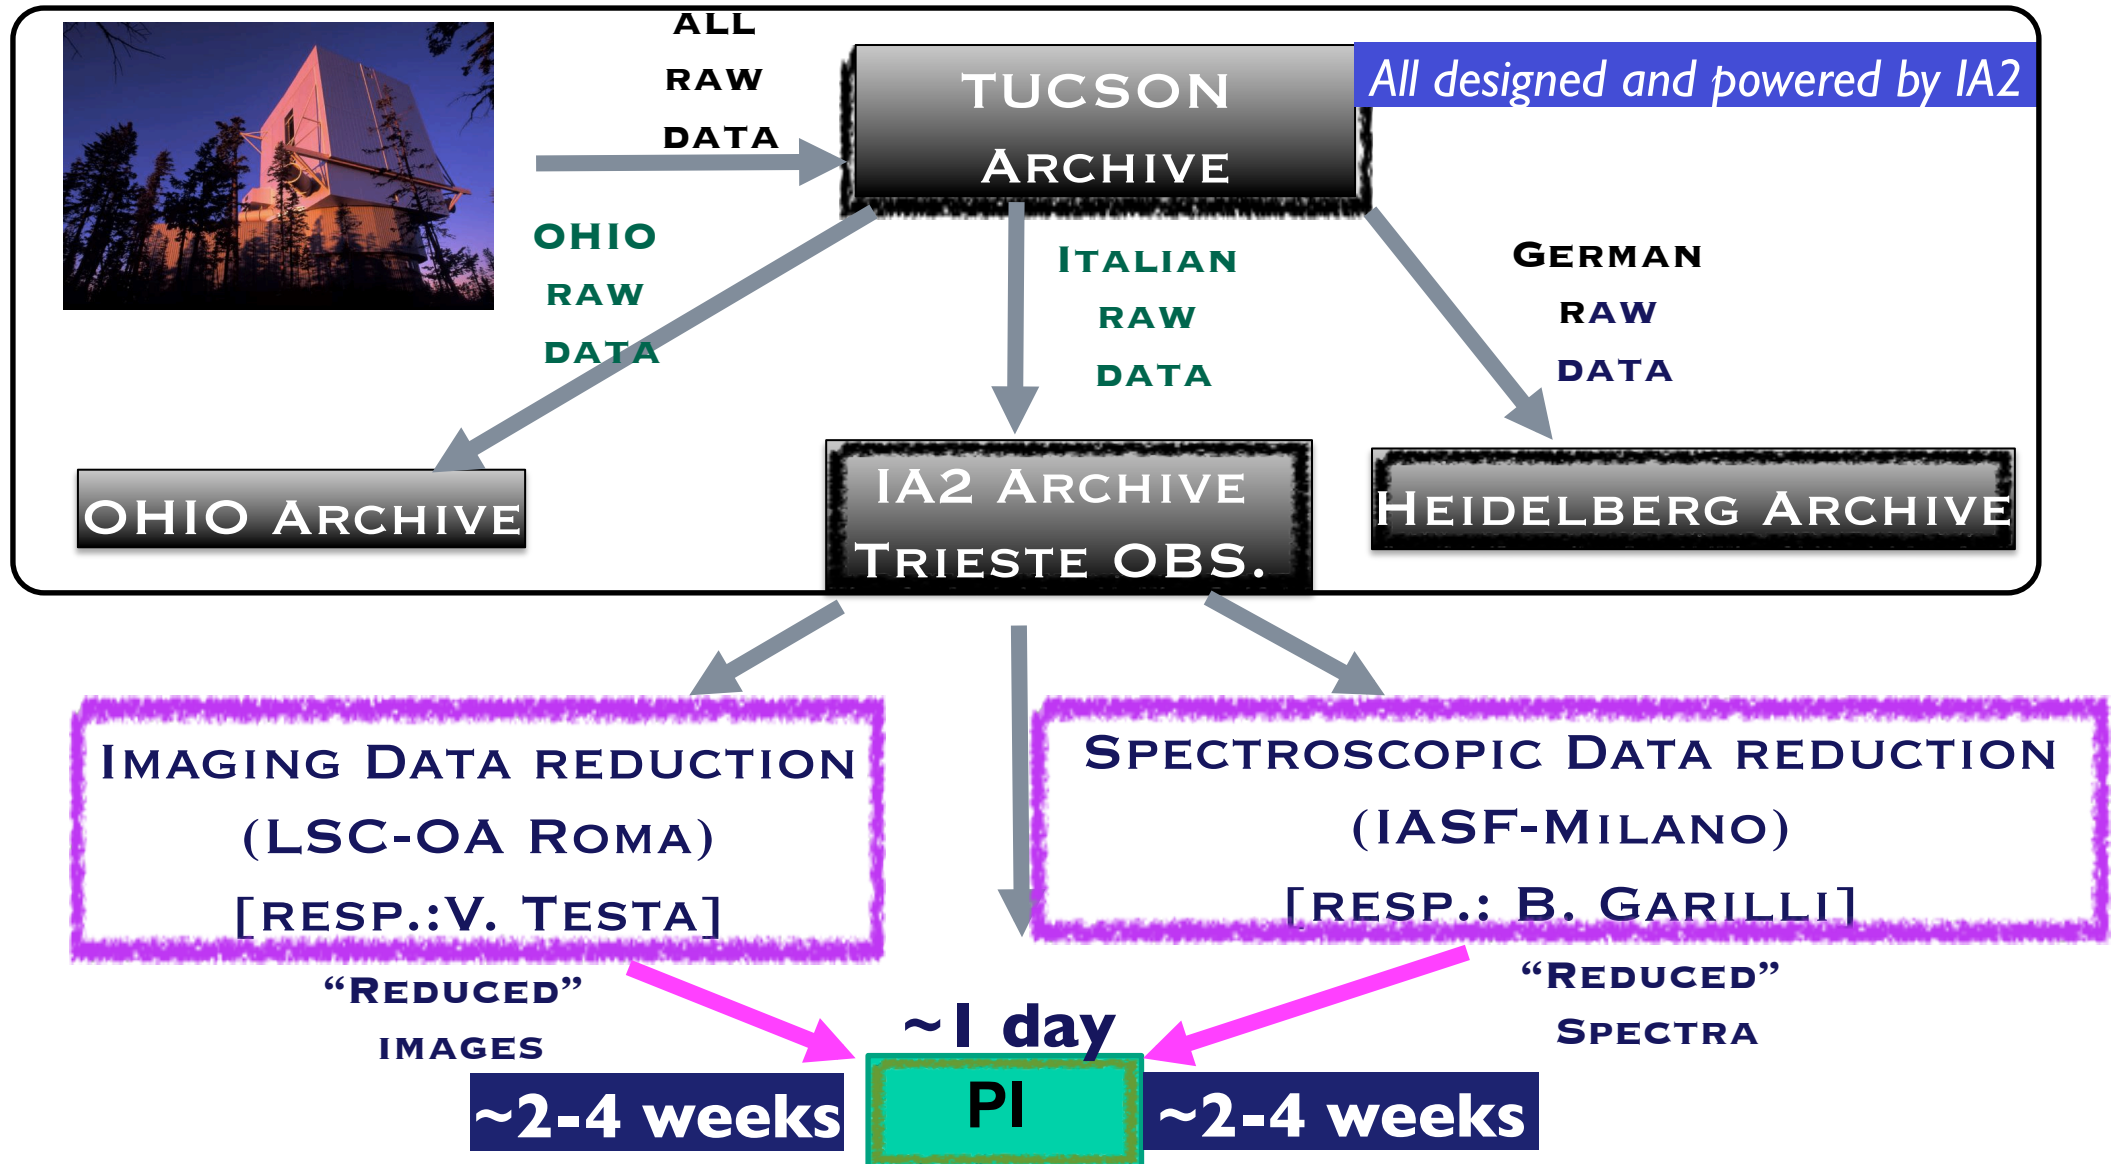 ALL
RAW
DATA
TUCSON
ARCHIVE
All designed and powered by IA2
OHIO
RAW
DATA
ITALIAN
RAW
DATA
GERMAN
RAW
DATA
OHIO ARCHIVE
IA2 ARCHIVE
TRIESTE OBS.
HEIDELBERG ARCHIVE
IMAGING DATA REDUCTION
(LSC-OA ROMA)
[RESP.:V. TESTA]
SPECTROSCOPIC DATA REDUCTION
(IASF-MILANO)
[RESP.: B. GARILLI]
“REDUCED”
IMAGES
~1 day
“REDUCED”
SPECTRA
~2-4 weeks
PI
~2-4 weeks